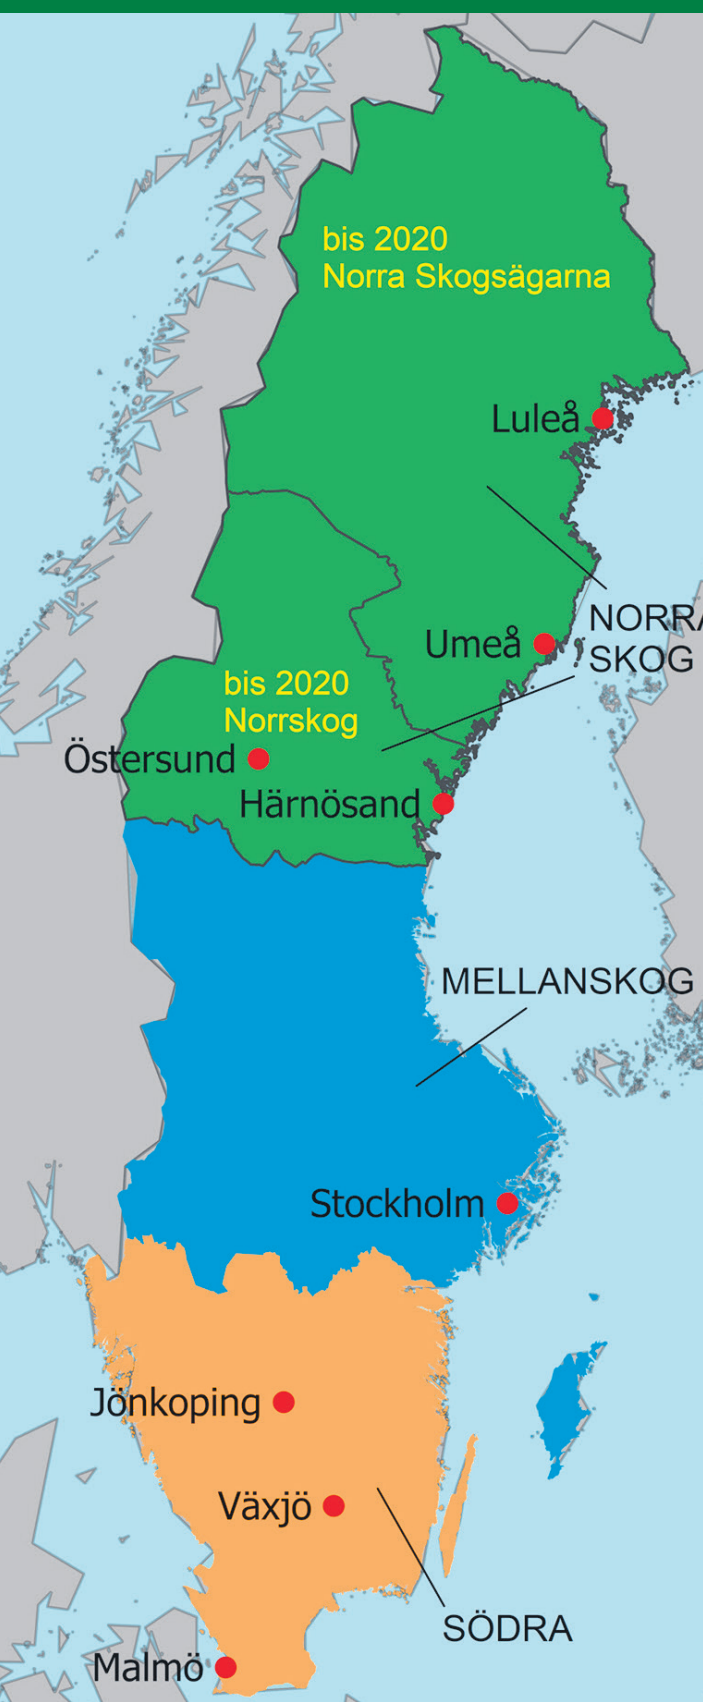 bis 2020
Norra Skogsägarna
Luleå
NORRA
SKOG
Umeå
bis 2020
Norrskog
Östersund
Härnösand
MELLANSKOG
Stockholm
Jönkoping
Växjö
SÖDRA
Malmö